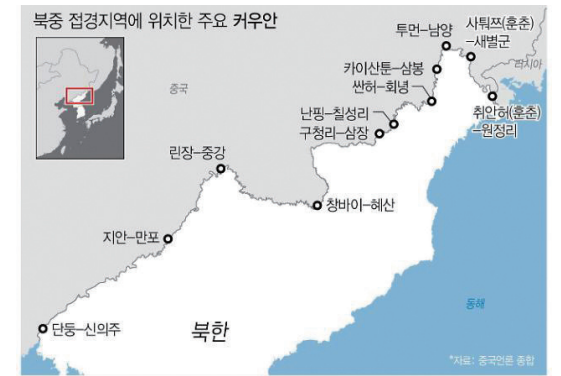 북중 접경지역에 위치한 주요 커우안
투먼-남양
사퉈쯔(훈춘)
-새별군
카이산툰-삼봉
러시아
싼허-회녕
중국
난핑-칠성리
취안허(훈춘)
-원정리
구청리-삼장
린장-중강
창바이-혜산
지안-만포
동해
단둥-신의주
북한
*자료: 중국언론 종합